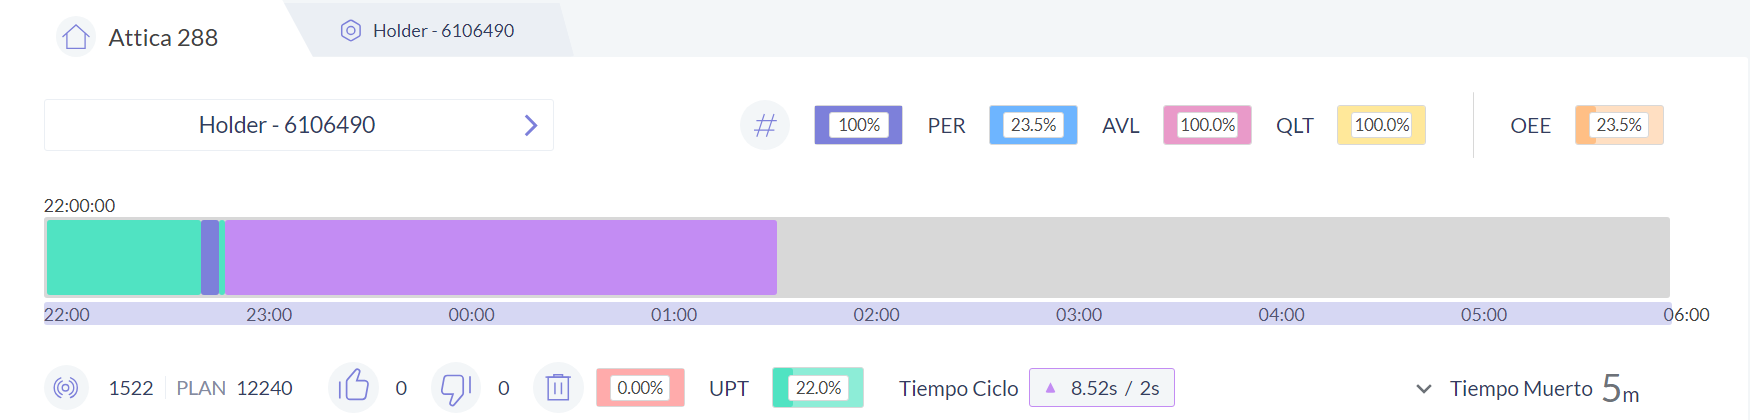 Attica 288
Holder - 6106490
Holder - 6106490
100% PER 23.5% AVL 100.0% QLT 100.0% OEE 23.5%
22:00:00
22:00 23:00 00:00 01:00 02:00 03:00 04:00 05:00 06:00
1522 PLAN 12240 0 0 0.00% UPT 22.0% Tiempo Ciclo 8.52s / 2s Tiempo Muerto 5m